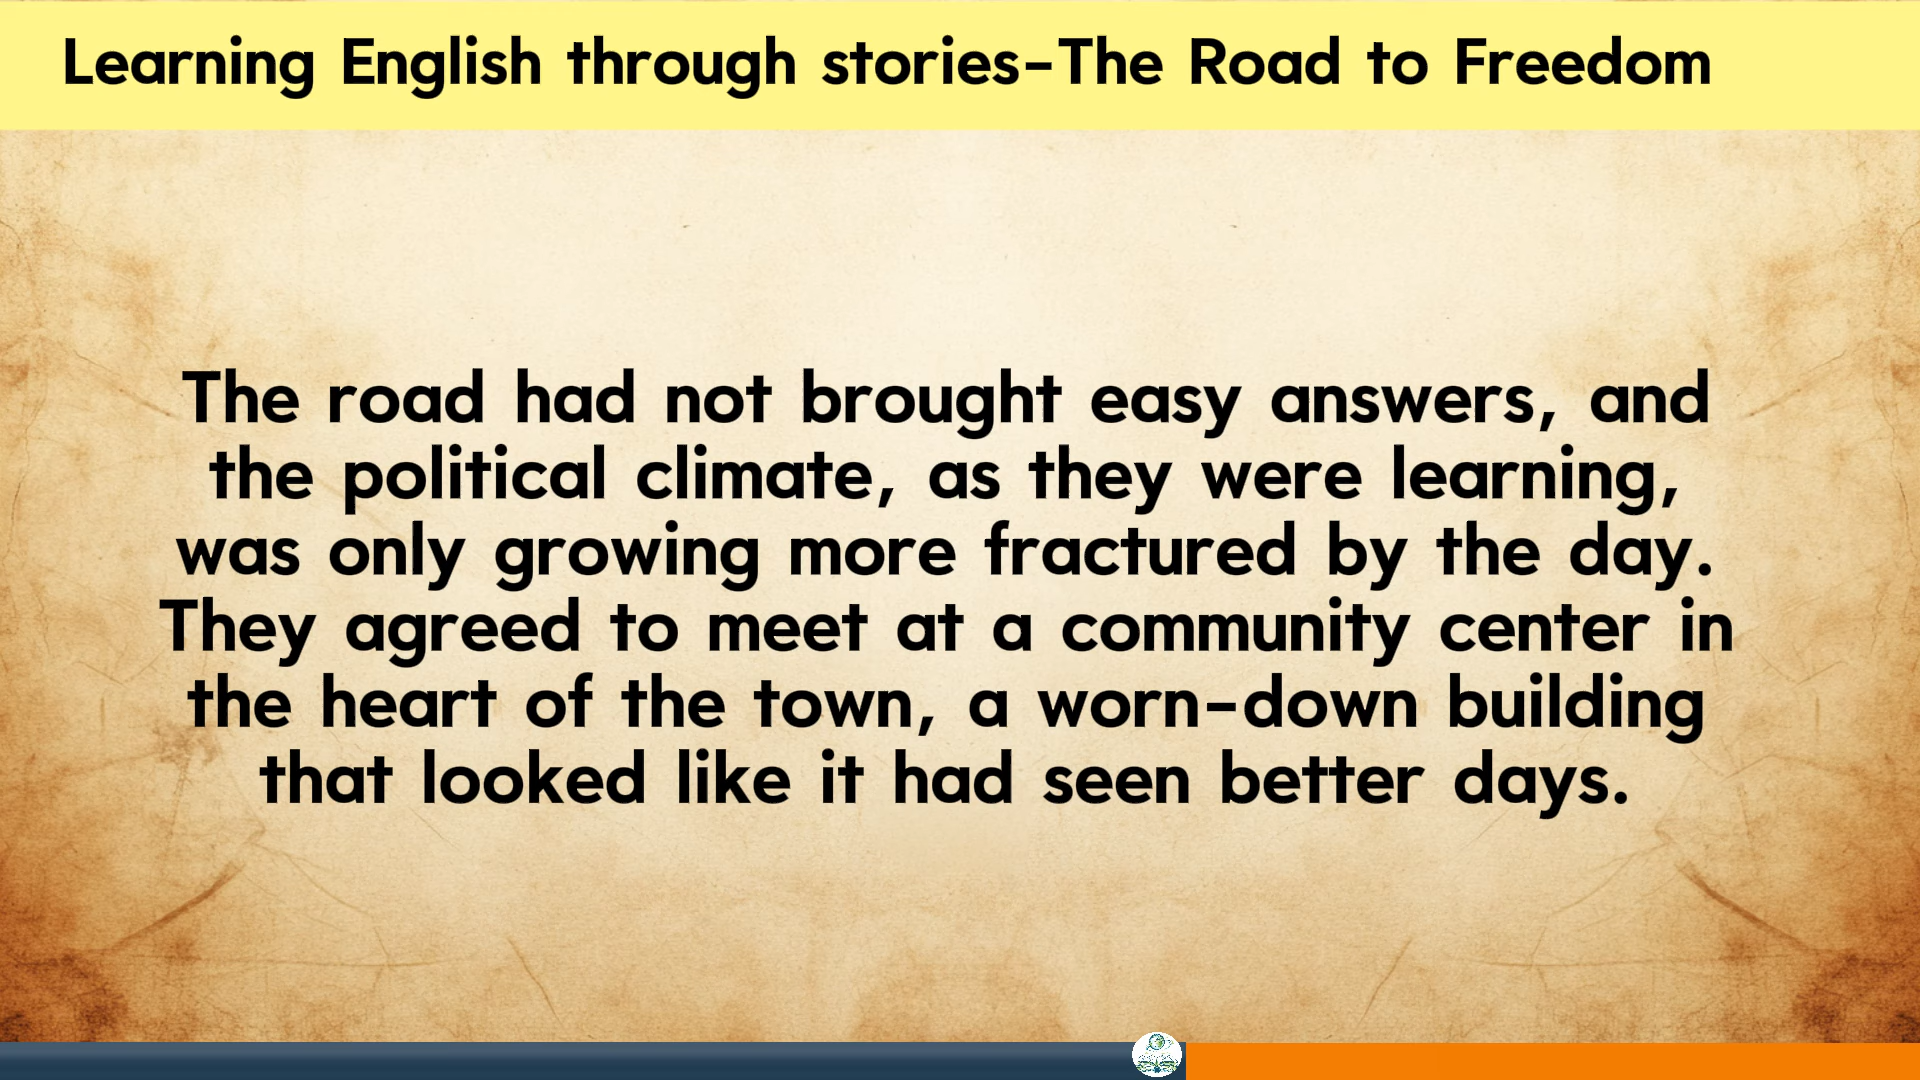 Learning English through stories-The Road to Freedom
The road had not brought easy answers, and
the political climate, as they were learning,
was only growing more fractured by the day.
They agreed to meet at a community center in
the heart of the town, a worn-down building
that looked like it had seen better days.